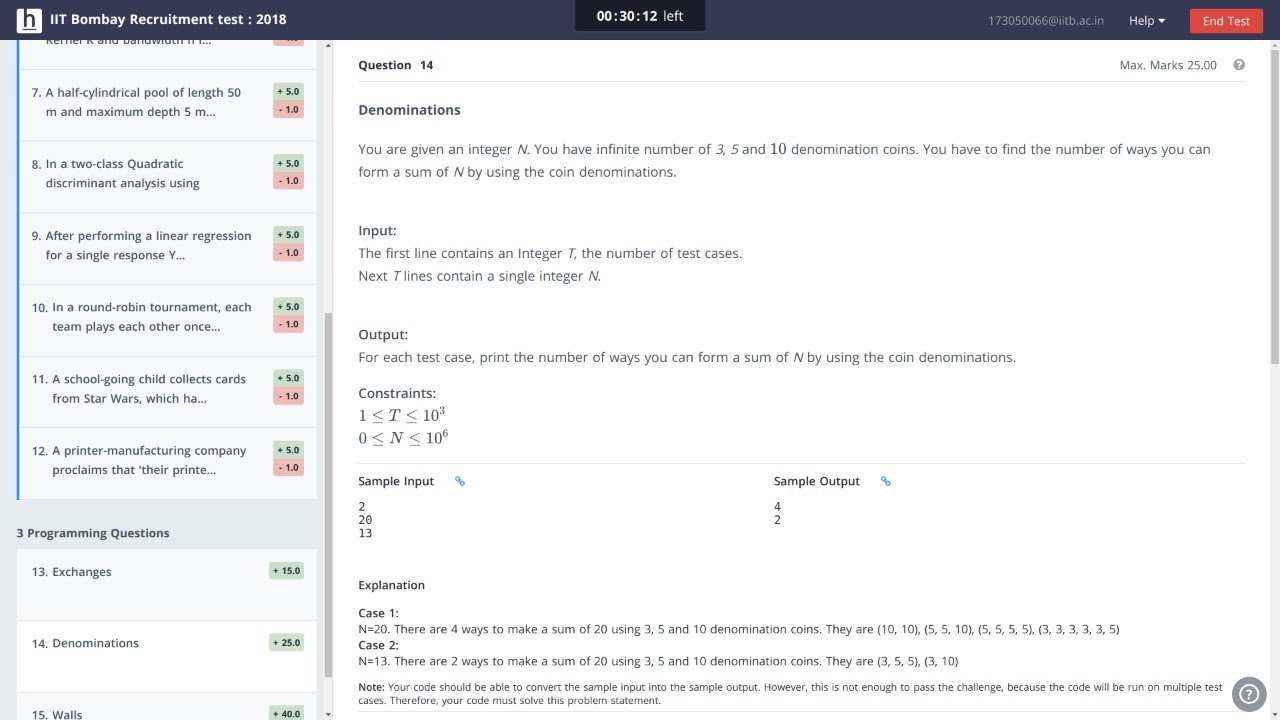 h IIT Bombay Recruitment test : 2018
00:30:12 left
173050066@iitb.ac.in
Help
End Test
7. A half-cylindrical pool of length 50
m and maximum depth 5 m...
+ 5.0
- 1.0
8. In a two-class Quadratic
discriminant analysis using
+ 5.0
- 1.0
9. After performing a linear regression
for a single response Y...
+ 5.0
- 1.0
10. In a round-robin tournament, each
team plays each other once...
+ 5.0
- 1.0
11. A school-going child collects cards
from Star Wars, which ha...
+ 5.0
- 1.0
12. A printer-manufacturing company
proclaims that 'their printe...
+ 5.0
- 1.0
3 Programming Questions
13. Exchanges
+ 15.0
14. Denominations
+ 25.0
15. Walls
+ 40.0
Question 14
Max. Marks 25.00
Denominations
You are given an integer N. You have infinite number of 3, 5 and 10 denomination coins. You have to find the number of ways you can
form a sum of N by using the coin denominations.
Input:
The first line contains an Integer T, the number of test cases.
Next T lines contain a single integer N.
Output:
For each test case, print the number of ways you can form a sum of N by using the coin denominations.
Constraints:
1 ≤ T ≤ 10³
0 ≤ N ≤ 10⁶
Sample Input
2
20
13
Sample Output
4
2
Explanation
Case 1:
N=20. There are 4 ways to make a sum of 20 using 3, 5 and 10 denomination coins. They are (10, 10), (5, 5, 10), (5, 5, 5, 5), (3, 3, 3, 3, 3, 5)
Case 2:
N=13. There are 2 ways to make a sum of 20 using 3, 5 and 10 denomination coins. They are (3, 5, 5), (3, 10)
Note: Your code should be able to convert the sample input into the sample output. However, this is not enough to pass the challenge, because the code will be run on multiple test
cases. Therefore, your code must solve this problem statement.